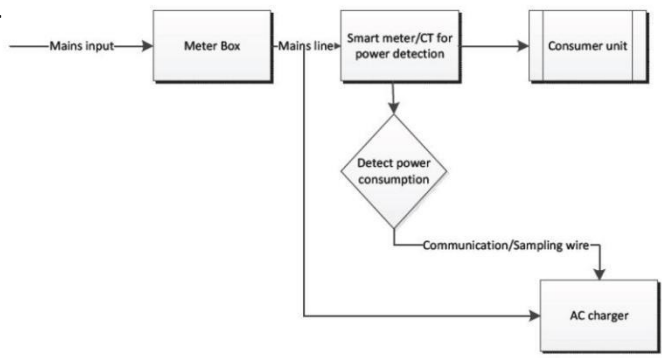 Mains input
Meter Box
Mains line
Smart meter/CT for
power detection
Consumer unit
Detect power
consumption
Communication/Sampling wire
AC charger